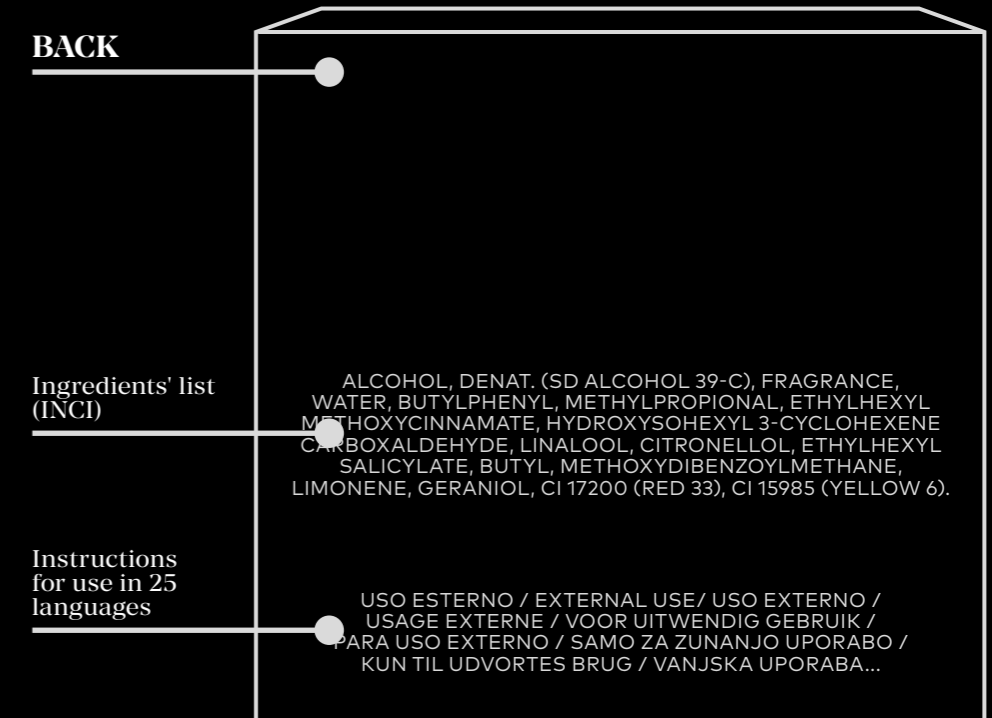 BACK
Ingredients' list
(INCI)
ALCOHOL, DENAT. (SD ALCOHOL 39-C), FRAGRANCE,
WATER, BUTYLPHENYL, METHYLPROPIONAL, ETHYLHEXYL
METHOXYCINNAMATE, HYDROXYSOHEXYL 3-CYCLOHEXENE
CARBOXALDEHYDE, LINALOOL, CITRONELLOL, ETHYLHEXYL
SALICYLATE, BUTYL, METHOXYDIBENZOYLMETHANE,
LIMONENE, GERANIOL, CI 17200 (RED 33), CI 15985 (YELLOW 6).
Instructions
for use in 25
languages
USO ESTERNO / EXTERNAL USE/ USO EXTERNO /
USAGE EXTERNE / VOOR UITWENDIG GEBRUIK /
PARA USO EXTERNO / SAMO ZA ZUNANJO UPORABO /
KUN TIL UDVORTES BRUG / VANJSKA UPORABA...